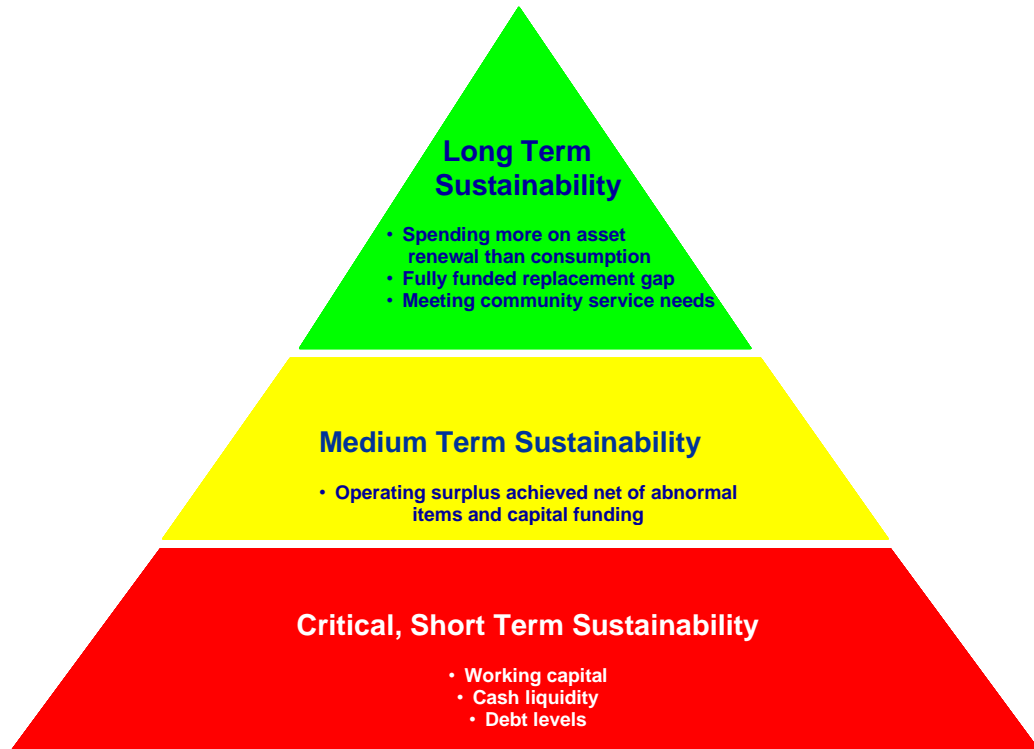 Long Term
Sustainability
• Spending more on asset
renewal than consumption
• Fully funded replacement gap
• Meeting community service needs
Medium Term Sustainability
• Operating surplus achieved net of abnormal
items and capital funding
Critical, Short Term Sustainability
• Working capital
• Cash liquidity
• Debt levels